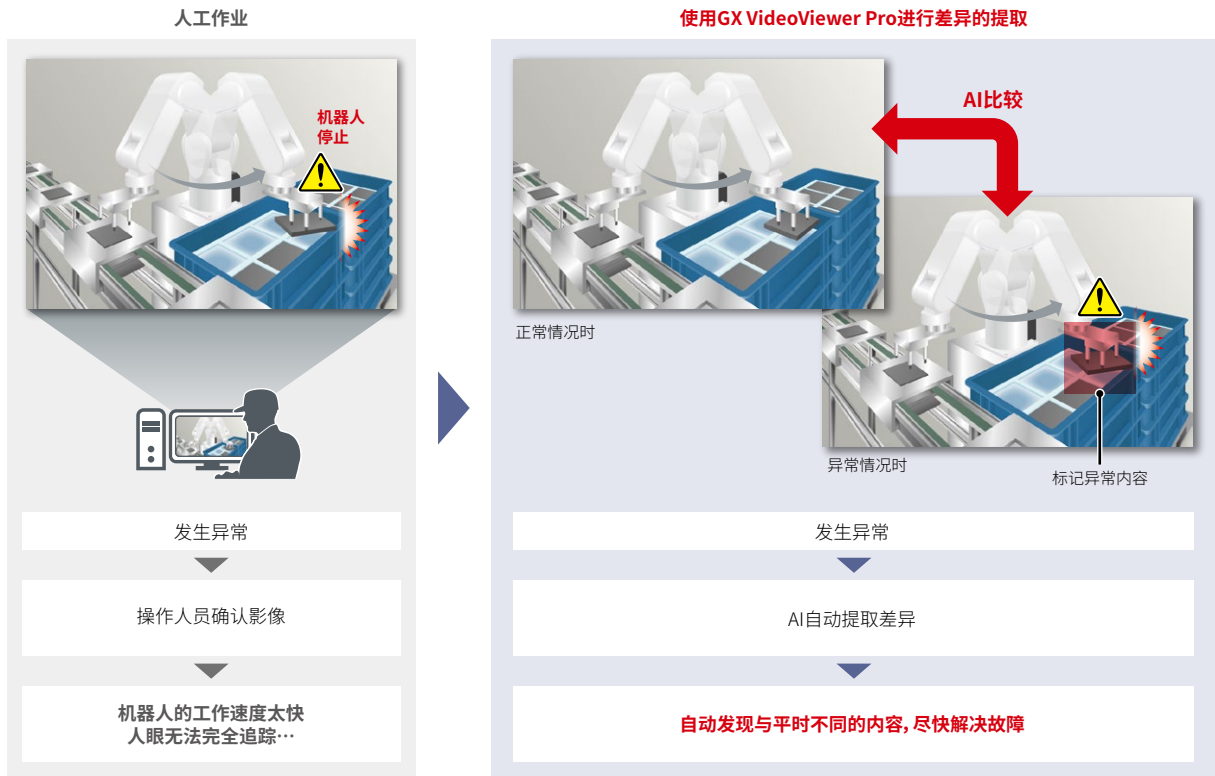 人工作业
使用GX VideoViewer Pro进行差异的提取
机器人
停止
AI比较
正常情况时
异常情况时
标记异常内容
发生异常
操作人员确认影像
机器人的工作速度太快
人眼无法完全追踪…
发生异常
AI自动提取差异
自动发现与平时不同的内容, 尽快解决故障